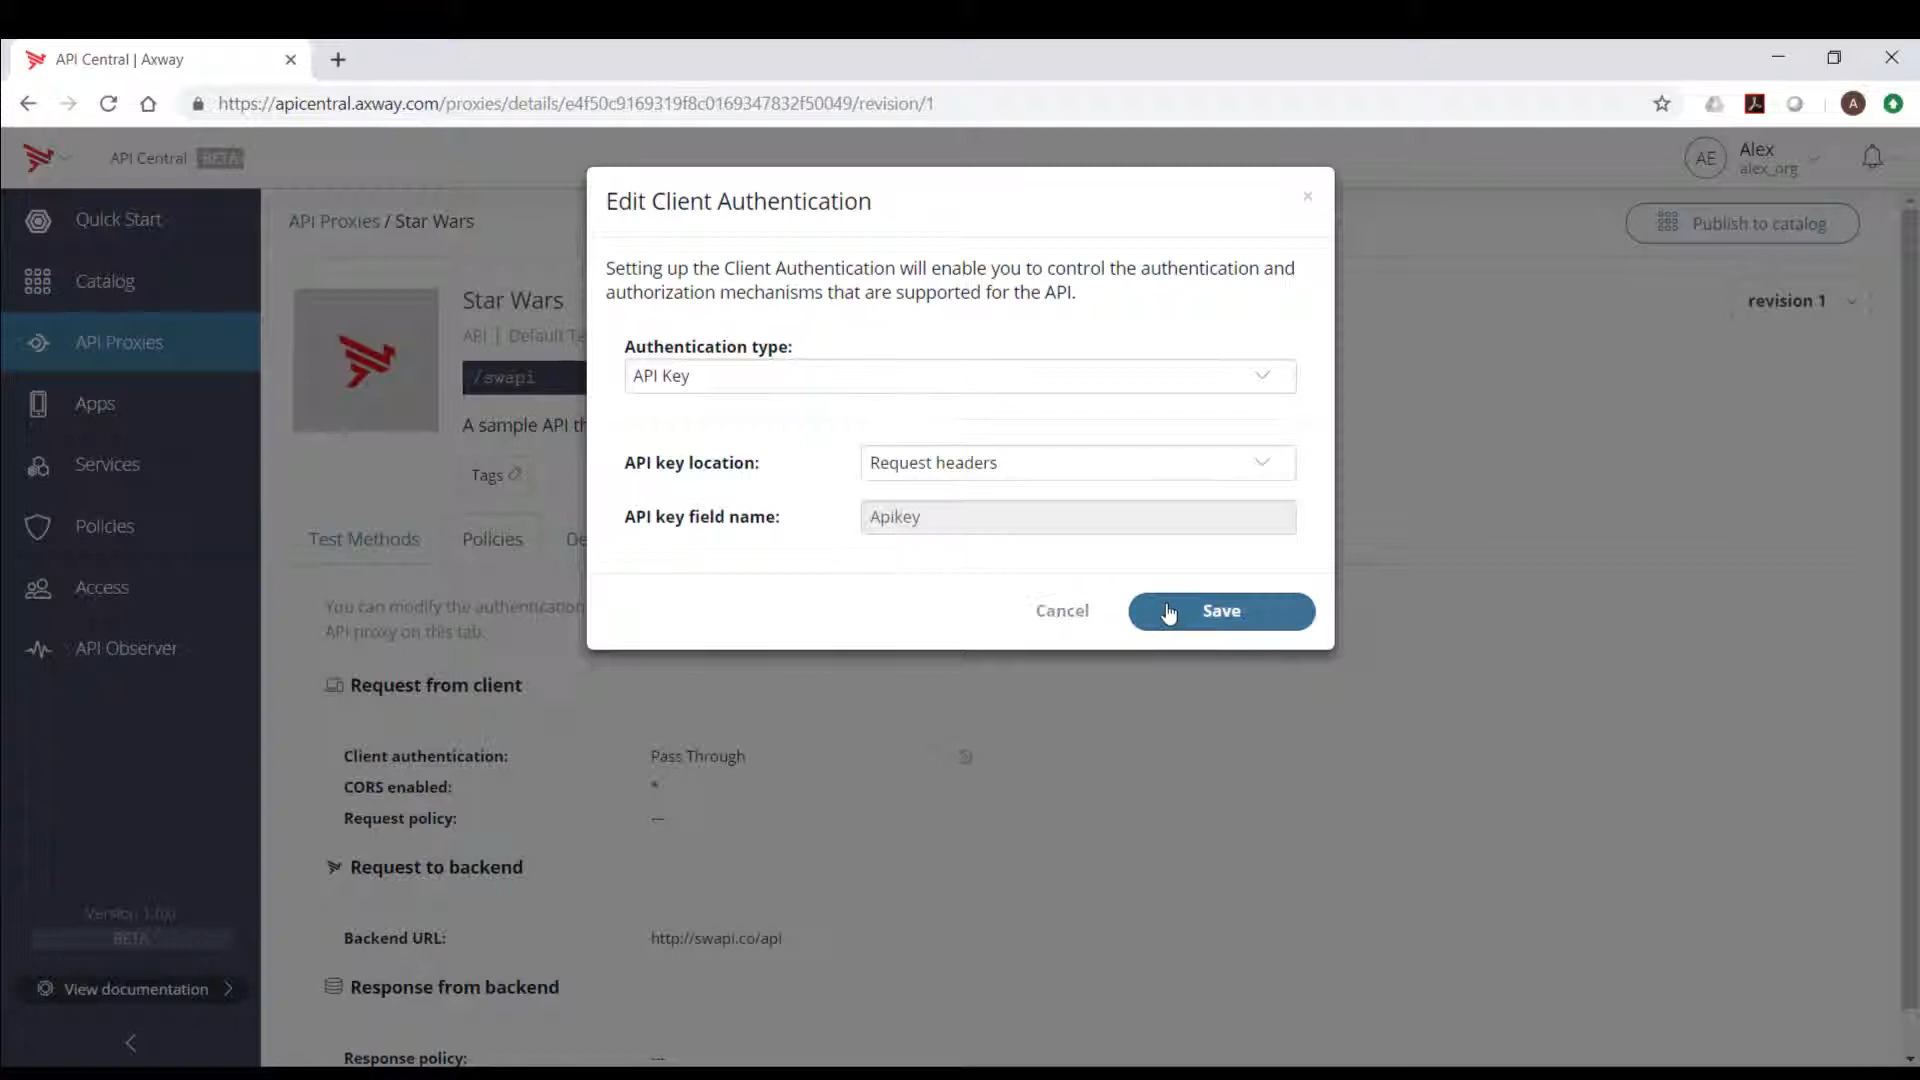 API Central | Axway
https://apicentral.axway.com/proxies/details/e4f50c9169319f8c0169347832f50049/revision/1
A
API Central BETA
AE
Alex
alex_org
Quick Start
Catalog
API Proxies
Apps
Services
Policies
Access
API Observer
Version 1.100
BETA
View documentation
API Proxies / Star Wars
Publish to catalog
Star Wars
revision 1
API | Default Te
/swapi
A sample API th
Tags
Test Methods
Policies
De
You can modify the authentication
API proxy on this tab.
Edit Client Authentication
Setting up the Client Authentication will enable you to control the authentication and
authorization mechanisms that are supported for the API.
Authentication type:
API Key
API key location:
Request headers
API key field name:
Apikey
Cancel
Save
Request from client
Client authentication:
Pass Through
CORS enabled:
*
Request policy:
---
Request to backend
Backend URL:
http://swapi.co/api
Response from backend
Response policy:
---